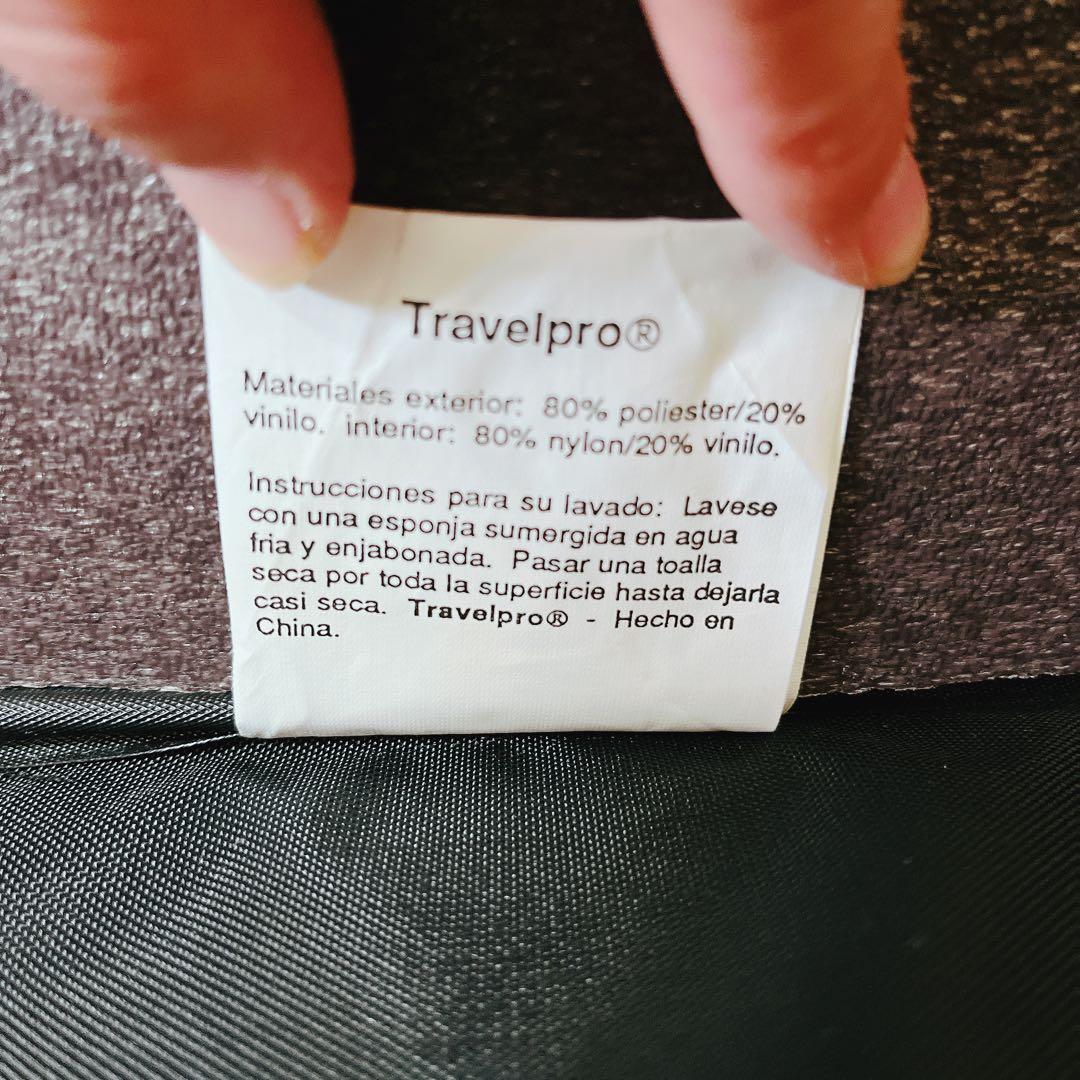 Travelpro®
Materiales exterior: 80% poliester/20%
vinilo. interior: 80% nylon/20% vinilo.
Instrucciones para su lavado: Lavese
con una esponja sumergida en agua
fria y enjabonada. Pasar una toalla
seca por toda la superficie hasta dejarla
casi seca. Travelpro® - Hecho en
China.